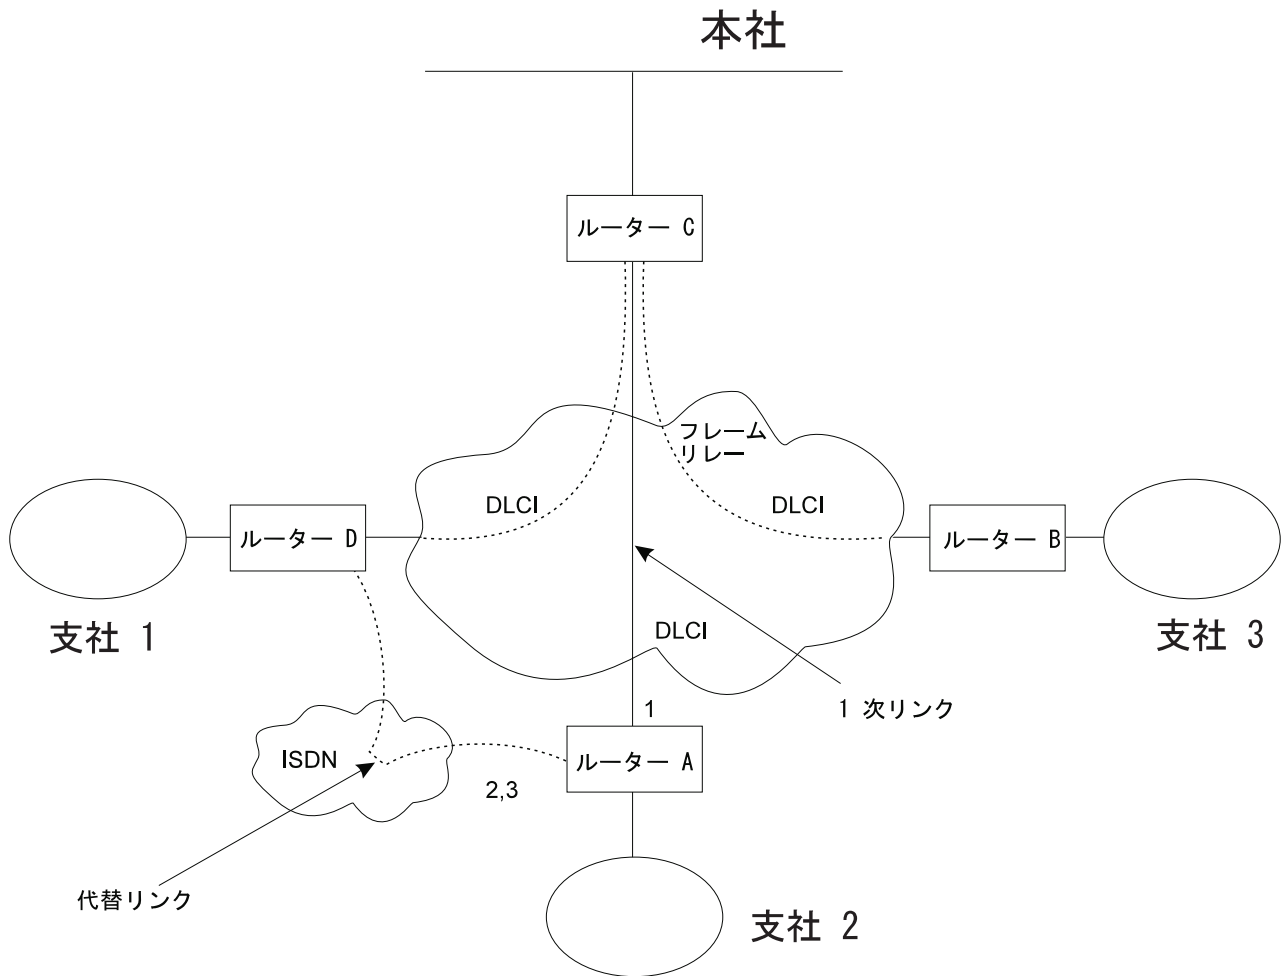 本社
ルーター C
フレーム
リレー
DLCI
DLCI
ルーター D
ルーター B
支社 1
DLCI
支社 3
1 次リンク
1
ISDN
ルーター A
2,3
代替リンク
支社 2